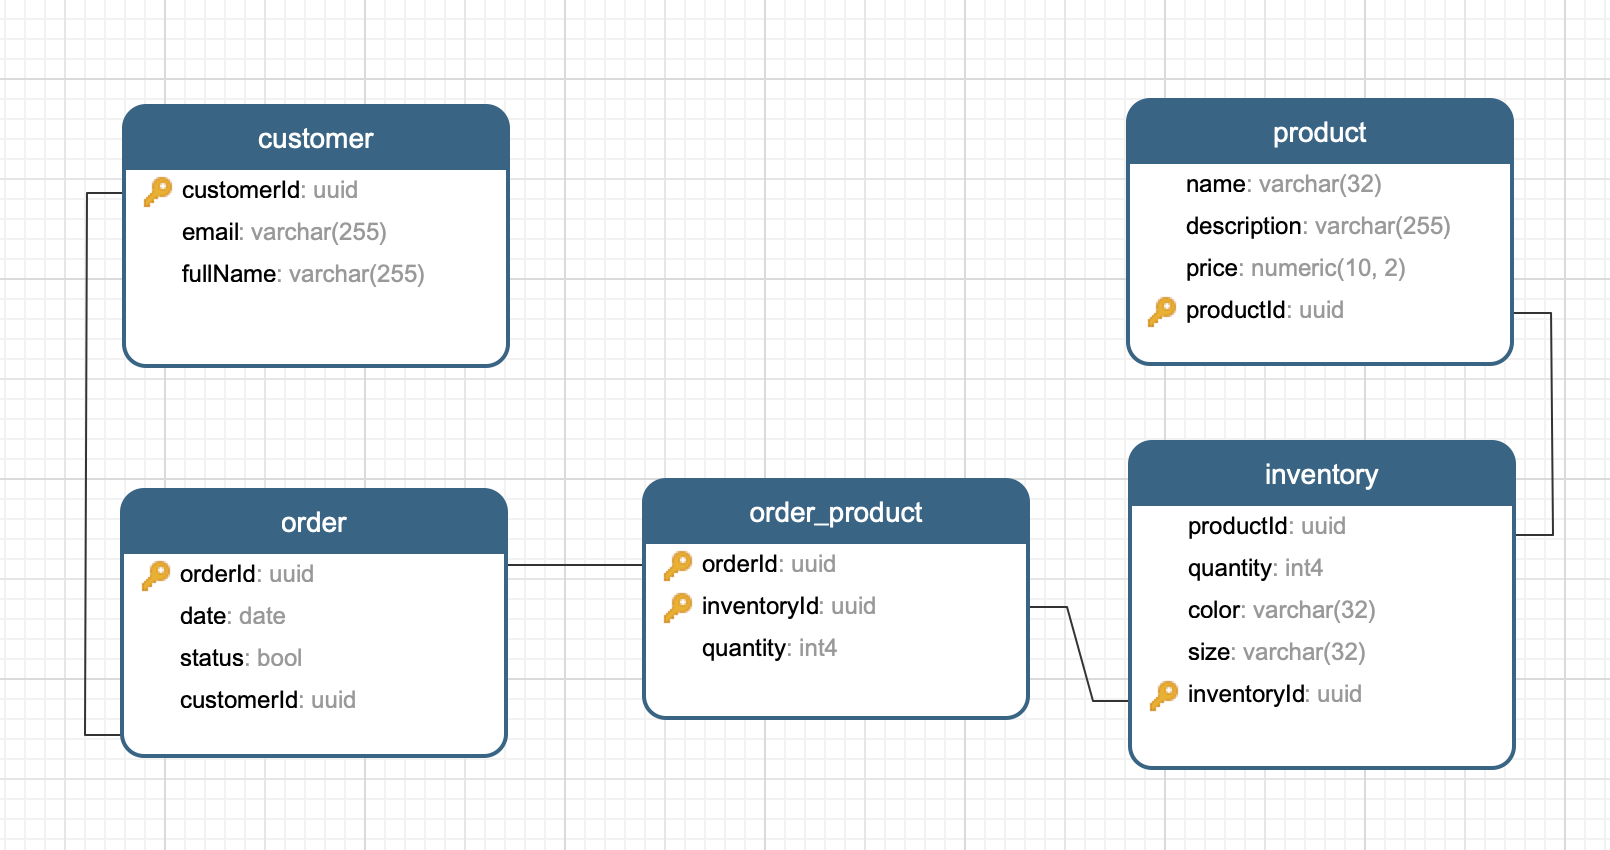 customer
customerId: uuid
email: varchar(255)
fullName: varchar(255)
product
name: varchar(32)
description: varchar(255)
price: numeric(10, 2)
productId: uuid
order
orderId: uuid
date: date
status: bool
customerId: uuid
order_product
orderId: uuid
inventoryId: uuid
quantity: int4
inventory
productId: uuid
quantity: int4
color: varchar(32)
size: varchar(32)
inventoryId: uuid